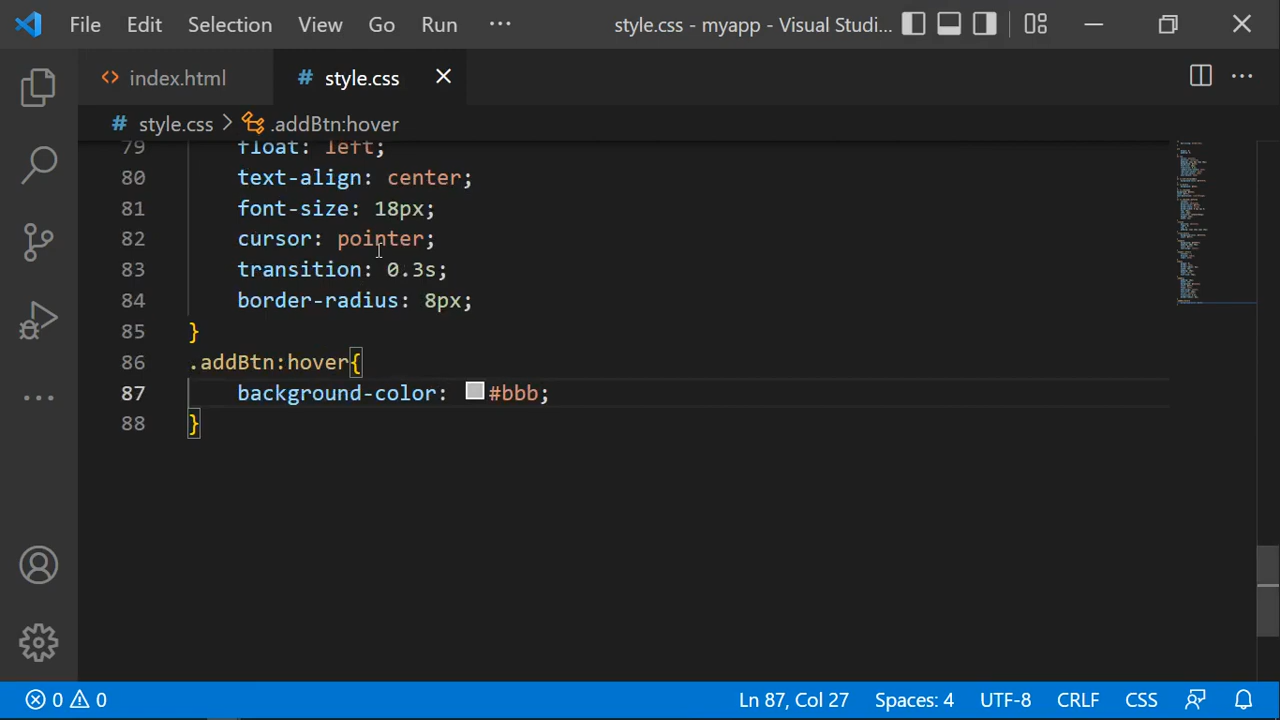 File Edit Selection View Go Run ··· style.css - myapp - Visual Studi...
index.html # style.css
# style.css > .addBtn:hover
79 float: left;
80 text-align: center;
81 font-size: 18px;
82 cursor: pointer;
83 transition: 0.3s;
84 border-radius: 8px;
85 }
86 .addBtn:hover{
87 background-color: #bbb;
88 }
0 0 Ln 87, Col 27 Spaces: 4 UTF-8 CRLF CSS